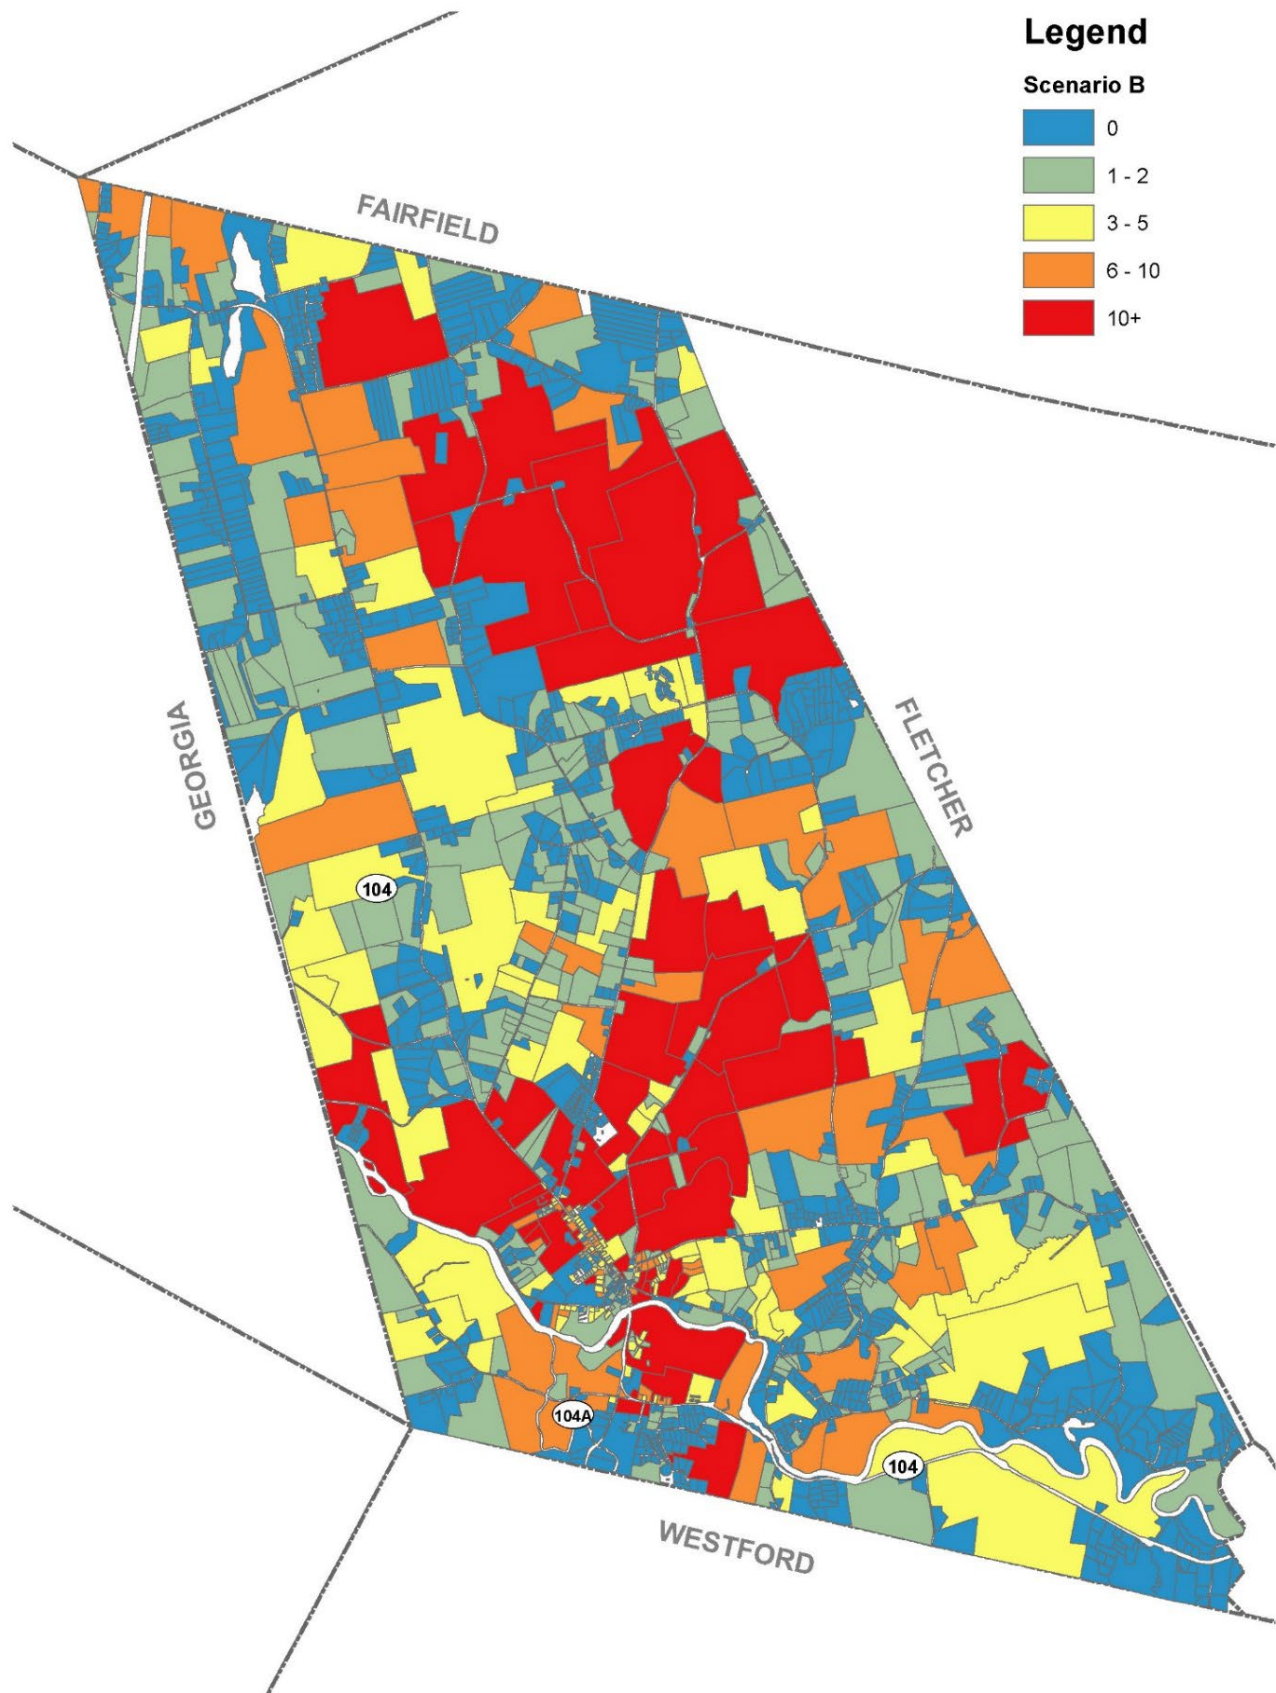 Legend
Scenario B
0
1 - 2
3 - 5
6 - 10
10+
FAIRFIELD
GEORGIA
FLETCHER
104
104A
104
WESTFORD